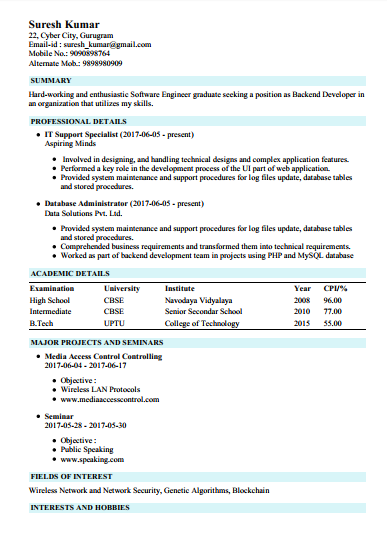 Suresh Kumar
22, Cyber City, Gurugram
Email-id : suresh_kumar@gmail.com
Mobile No.: 9090898764
Alternate Mob.: 9898980909
SUMMARY
Hard-working and enthusiastic Software Engineer graduate seeking a position as Backend Developer in
an organization that utilizes my skills.
PROFESSIONAL DETAILS
• IT Support Specialist (2017-06-05 - present)
Aspiring Minds
• Involved in designing, and handling technical designs and complex application features.
• Performed a key role in the development process of the UI part of web application.
• Provided system maintenance and support procedures for log files update, database tables
and stored procedures.
• Database Administrator (2017-06-05 - present)
Data Solutions Pvt. Ltd.
• Provided system maintenance and support procedures for log files update, database tables
and stored procedures.
• Comprehended business requirements and transformed them into technical requirements.
• Worked as part of backend development team in projects using PHP and MySQL database
ACADEMIC DETAILS
Examination University Institute Year CPI/%
High School CBSE Navodaya Vidyalaya 2008 96.00
Intermediate CBSE Senior Secondar School 2010 77.00
B.Tech UPTU College of Technology 2015 55.00
MAJOR PROJECTS AND SEMINARS
• Media Access Control Controlling
2017-06-04 - 2017-06-17
• Objective :
• Wireless LAN Protocols
• www.mediaaccesscontrol.com
• Seminar
2017-05-28 - 2017-05-30
• Objective :
• Public Speaking
• www.speaking.com
FIELDS OF INTEREST
Wireless Network and Network Security, Genetic Algorithms, Blockchain
INTERESTS AND HOBBIES